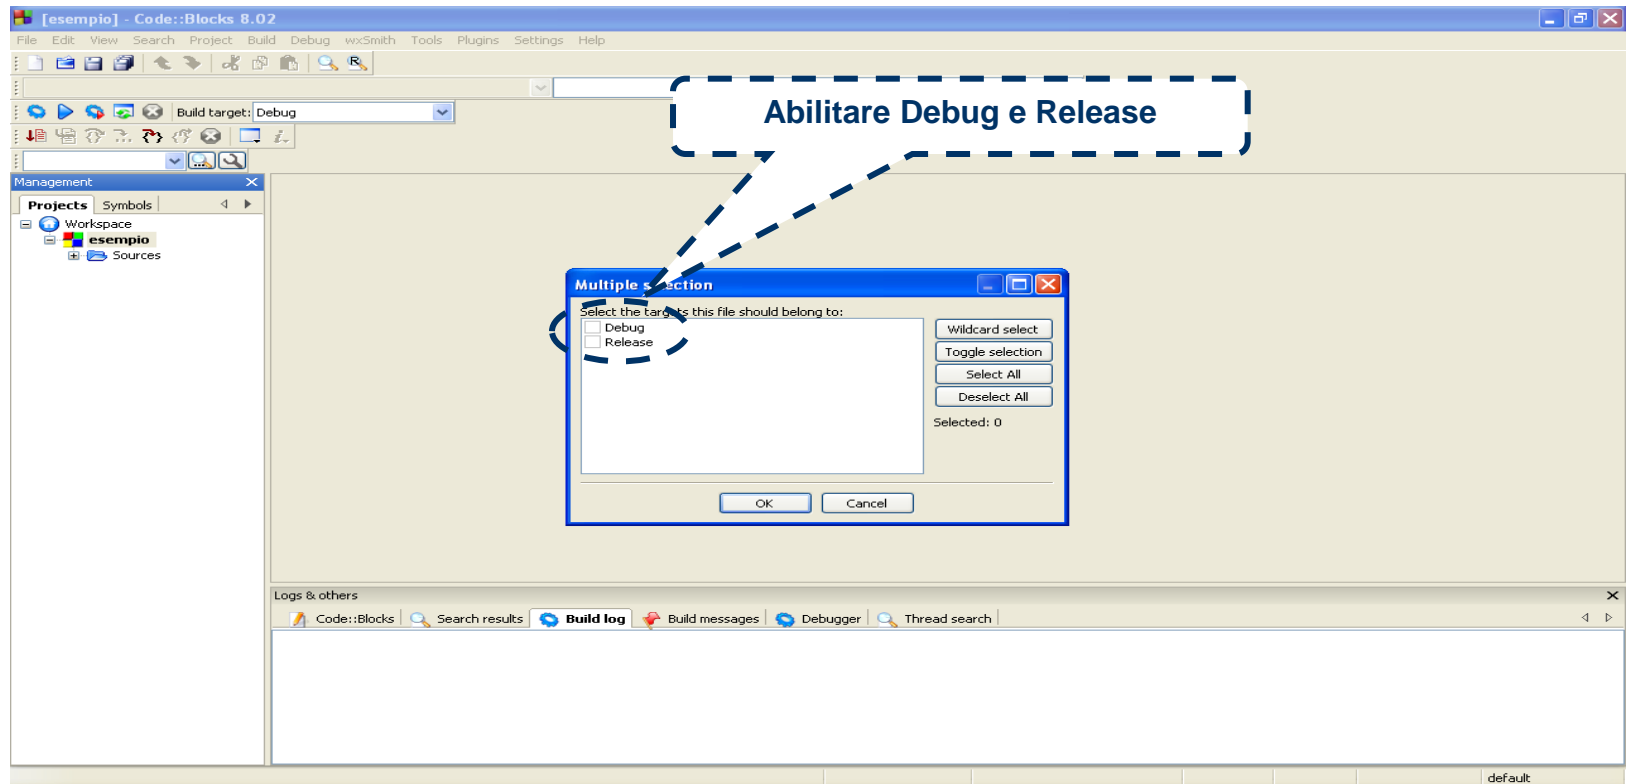 [esempio] - Code::Blocks 8.02
File Edit View Search Project Build Debug wxSmith Tools Plugins Settings Help
Abilitare Debug e Release
Build target: Debug
Management
Projects Symbols
Workspace
esempio
Sources
Multiple
Select the targets this file should belong to:
Debug
Release
Wildcard select
Toggle selection
Select All
Deselect All
Selected: 0
OK Cancel
Logs & others
Code::Blocks Search results Build log Build messages Debugger Thread search
default